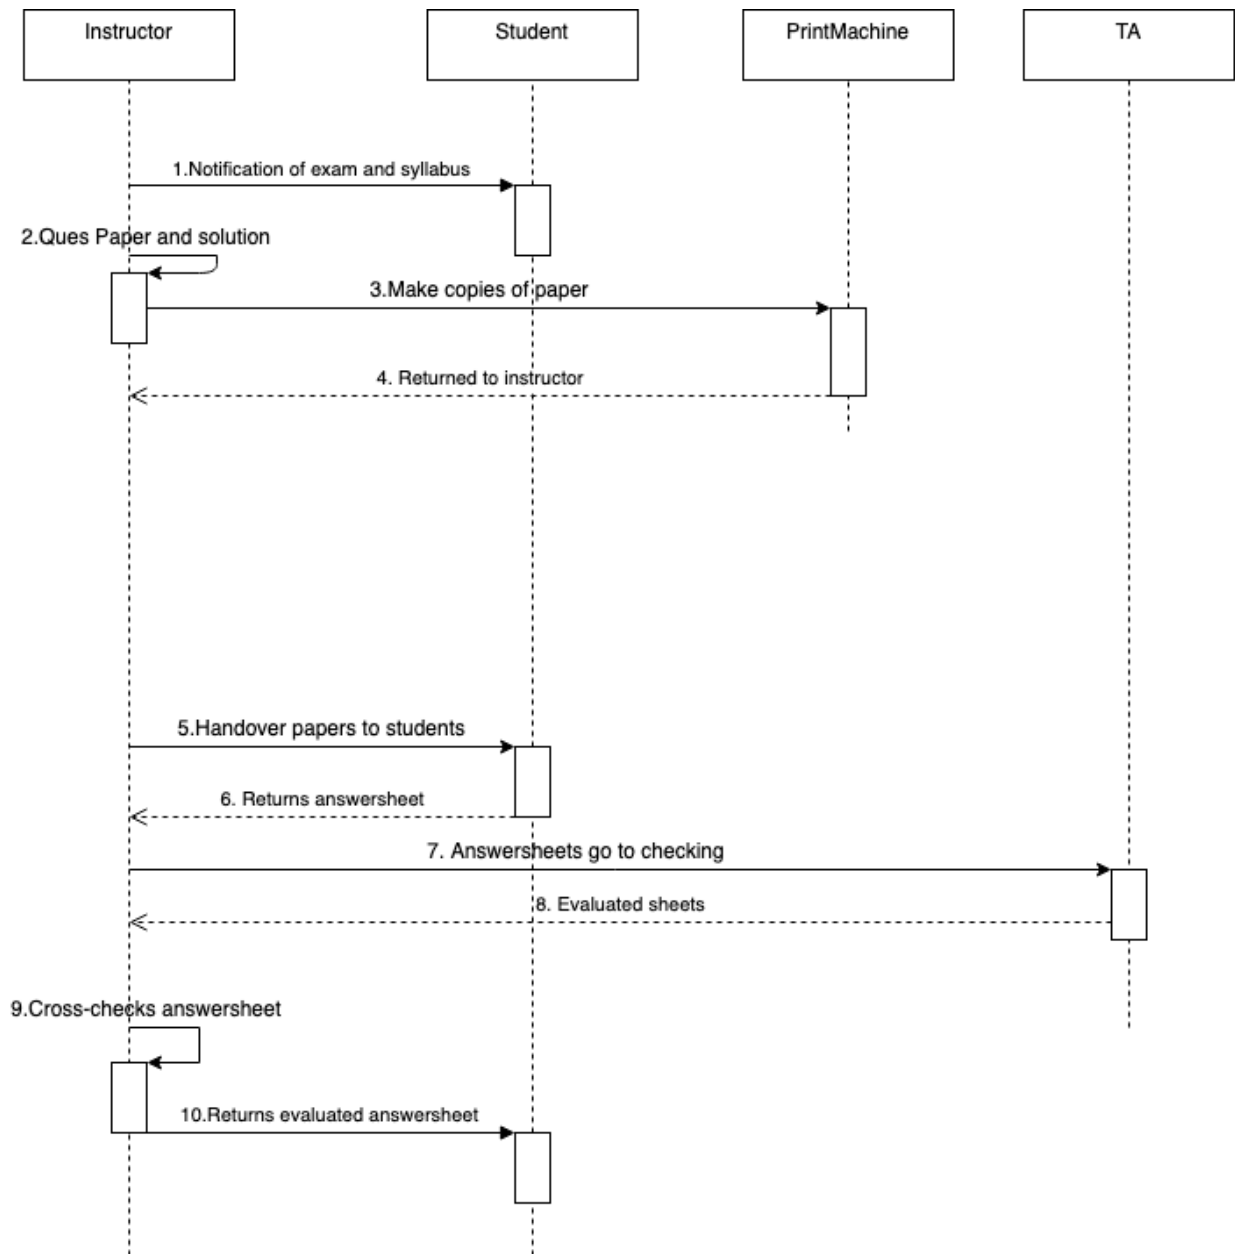 Instructor
Student
PrintMachine
TA
1.Notification of exam and syllabus
2.Ques Paper and solution
3.Make copies of paper
4. Returned to instructor
5.Handover papers to students
6. Returns answersheet
7. Answersheets go to checking
8. Evaluated sheets
9.Cross-checks answersheet
10.Returns evaluated answersheet